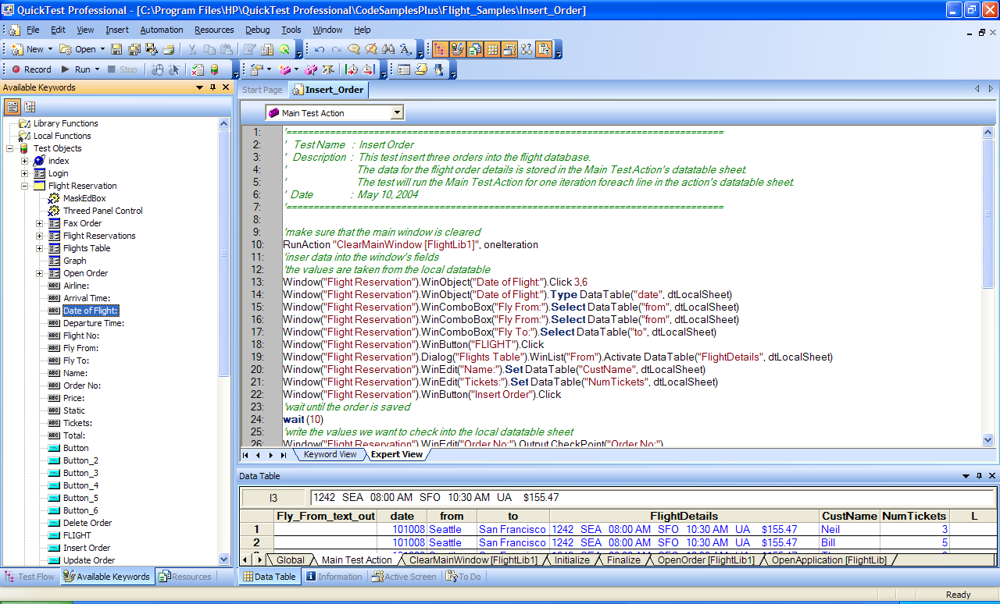 QuickTest Professional - [C:\Program Files\HP\QuickTest Professional\CodeSamplesPlus\Flight_Samples\Insert_Order]
File Edit View Insert Automation Resources Debug Tools Window Help
New Open
Record Run Stop
Available Keywords
Library Functions
Local Functions
Test Objects
index
Login
Flight Reservation
MaskEdBox
Threed Panel Control
Fax Order
Flight Reservations
Flights Table
Graph
Open Order
Airline:
Arrival Time:
Date of Flight:
Departure Time:
Flight No:
Fly From:
Fly To:
Name:
Order No:
Price:
Static
Tickets:
Total:
Button
Button_2
Button_3
Button_4
Button_5
Button_6
Delete Order
FLIGHT
Insert Order
Update Order
Test Flow Available Keywords Resources
Start Page Insert_Order
Main Test Action
1: '================================================================================
2: ' Test Name : Insert Order
3: ' Description : This test insert three orders into the flight database.
4: ' The data for the flight order details is stored in the Main Test Action's datatable sheet.
5: ' The test will run the Main Test Action for one iteration foreach line in the action's datatable sheet.
6: ' Date : May 10, 2004
7: '================================================================================
8:
9: 'make sure that the main window is cleared
10: RunAction "ClearMainWindow [FlightLib1]", oneIteration
11: 'inser data into the window's fields
12: 'the values are taken from the local datatable
13: Window("Flight Reservation").WinObject("Date of Flight:").Click 3,6
14: Window("Flight Reservation").WinObject("Date of Flight:").Type DataTable("date", dtLocalSheet)
15: Window("Flight Reservation").WinComboBox("Fly From:").Select DataTable("from", dtLocalSheet)
16: Window("Flight Reservation").WinComboBox("Fly From:").Select DataTable("from", dtLocalSheet)
17: Window("Flight Reservation").WinComboBox("Fly To:").Select DataTable("to", dtLocalSheet)
18: Window("Flight Reservation").WinButton("FLIGHT").Click
19: Window("Flight Reservation").Dialog("Flights Table").WinList("From").Activate DataTable("FlightDetails", dtLocalSheet)
20: Window("Flight Reservation").WinEdit("Name:").Set DataTable("CustName", dtLocalSheet)
21: Window("Flight Reservation").WinEdit("Tickets:").Set DataTable("NumTickets", dtLocalSheet)
22: Window("Flight Reservation").WinButton("Insert Order").Click
23: 'wait until the order is saved
24: wait (10)
25: 'write the values we want to check into the local datatable sheet
26: Window("Flight Reservation").WinEdit("Order No:").Output CheckPoint("Order No:")
Keyword View Expert View
Data Table
I3 1242 SEA 08:00 AM SFO 10:30 AM UA $155.47
Fly_From_text_out date from to FlightDetails CustName NumTickets L
1 101008 Seattle San Francisco 1242 SEA 08:00 AM SFO 10:30 AM UA $155.47 Neil 3
2 101008 Seattle San Francisco 1242 SEA 08:00 AM SFO 10:30 AM UA $155.47 Bill 5
Global Main Test Action ClearMainWindow [FlightLib1] Initialize Finalize OpenOrder [FlightLib1] OpenApplication [FlightLib]
Data Table Information Active Screen To Do
Ready